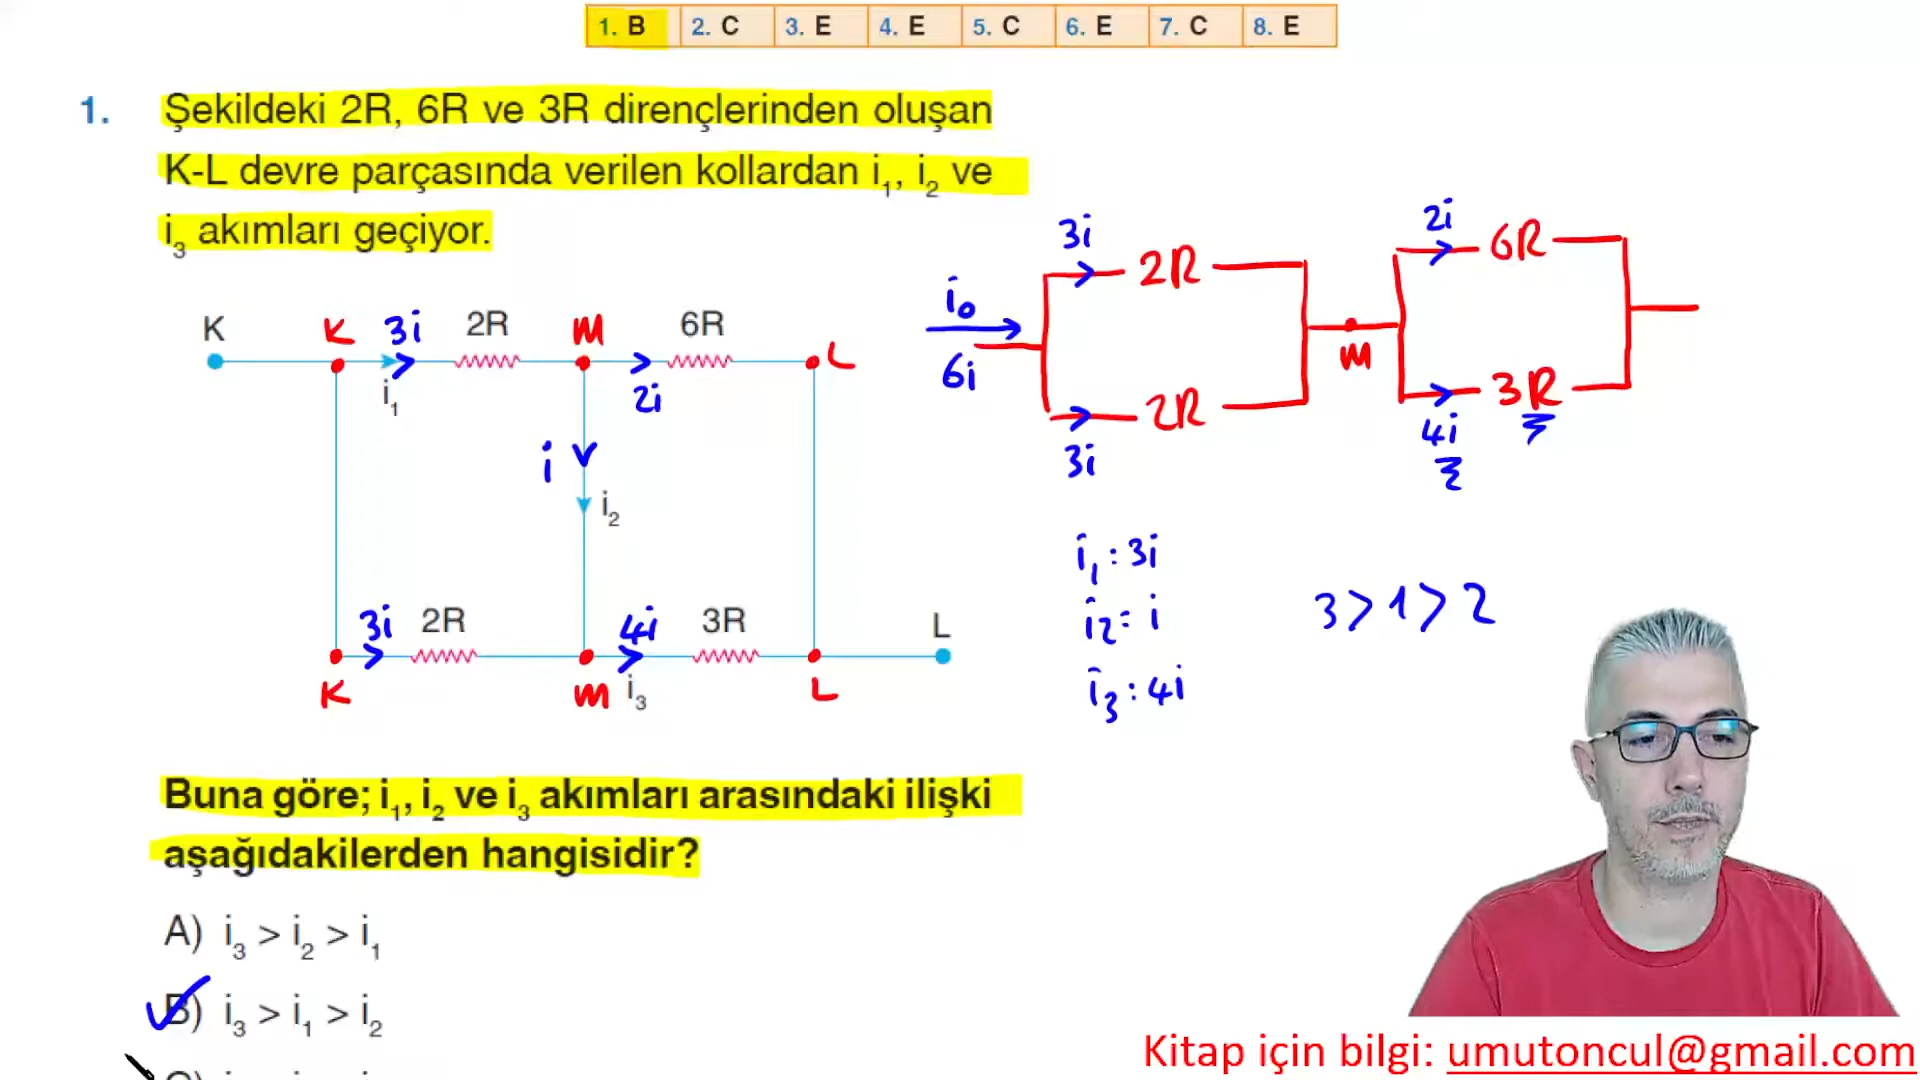 1. B 2. C 3. E 4. E 5. C 6. E 7. C 8. E
1. Şekildeki 2R, 6R ve 3R dirençlerinden oluşan
K-L devre parçasında verilen kollardan i₁, i₂ ve
i₃ akımları geçiyor.
K K 3i 2R M 6R L
i₁ 2i
i i₂
3i 2R 4i 3R L
K M i₃ L
i₀ 6i
3i 2R
3i 2R
M
2i 6R
4i 3R
i₁ : 3i
i₂ = i
i₃ : 4i
3 > 1 > 2
Buna göre; i₁, i₂ ve i₃ akımları arasındaki ilişki
aşağıdakilerden hangisidir?
A) i₃ > i₂ > i₁
B) i₃ > i₁ > i₂
Kitap için bilgi: umutoncul@gmail.com